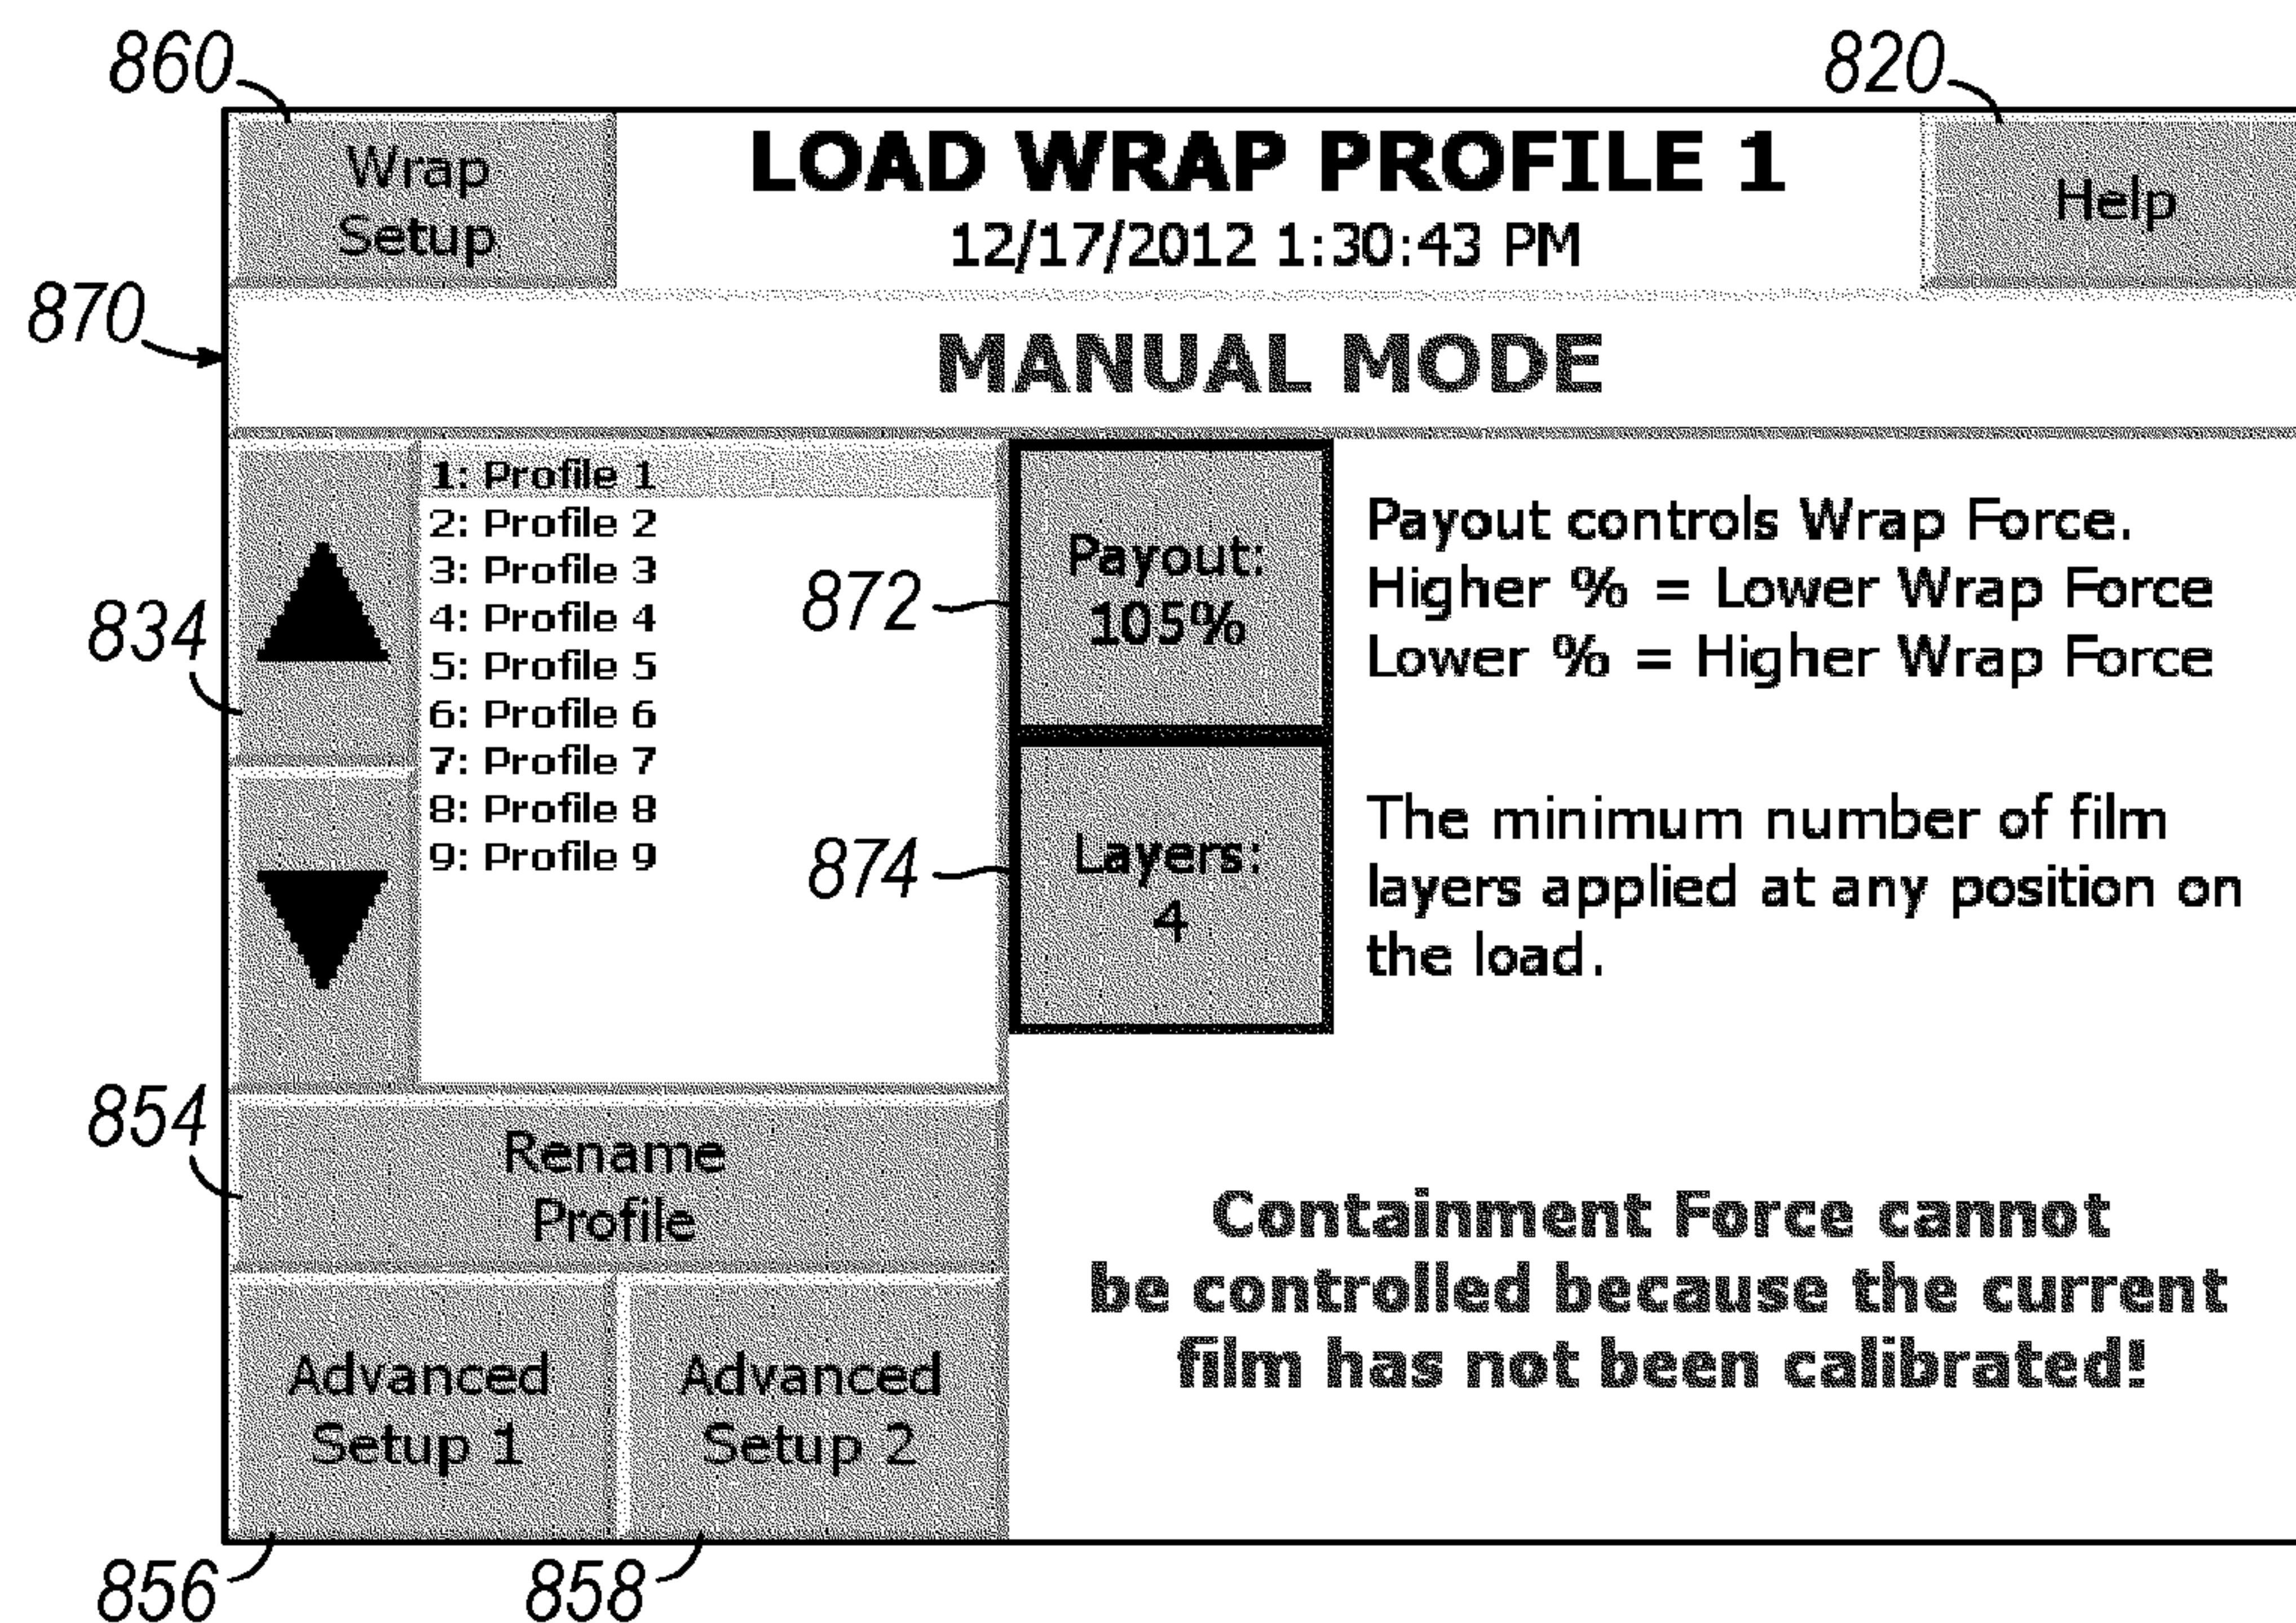 860
820
Wrap
Setup
LOAD WRAP PROFILE 1
12/17/2012 1:30:43 PM
Help
870
MANUAL MODE
834
1: Profile 1
2: Profile 2
3: Profile 3
4: Profile 4
5: Profile 5
6: Profile 6
7: Profile 7
8: Profile 8
9: Profile 9
872
Payout:
105%
Payout controls Wrap Force.
Higher % = Lower Wrap Force
Lower % = Higher Wrap Force
874
Layers:
4
The minimum number of film
layers applied at any position on
the load.
854
Rename
Profile
Containment Force cannot
be controlled because the current
film has not been calibrated!
Advanced
Setup 1
Advanced
Setup 2
856
858